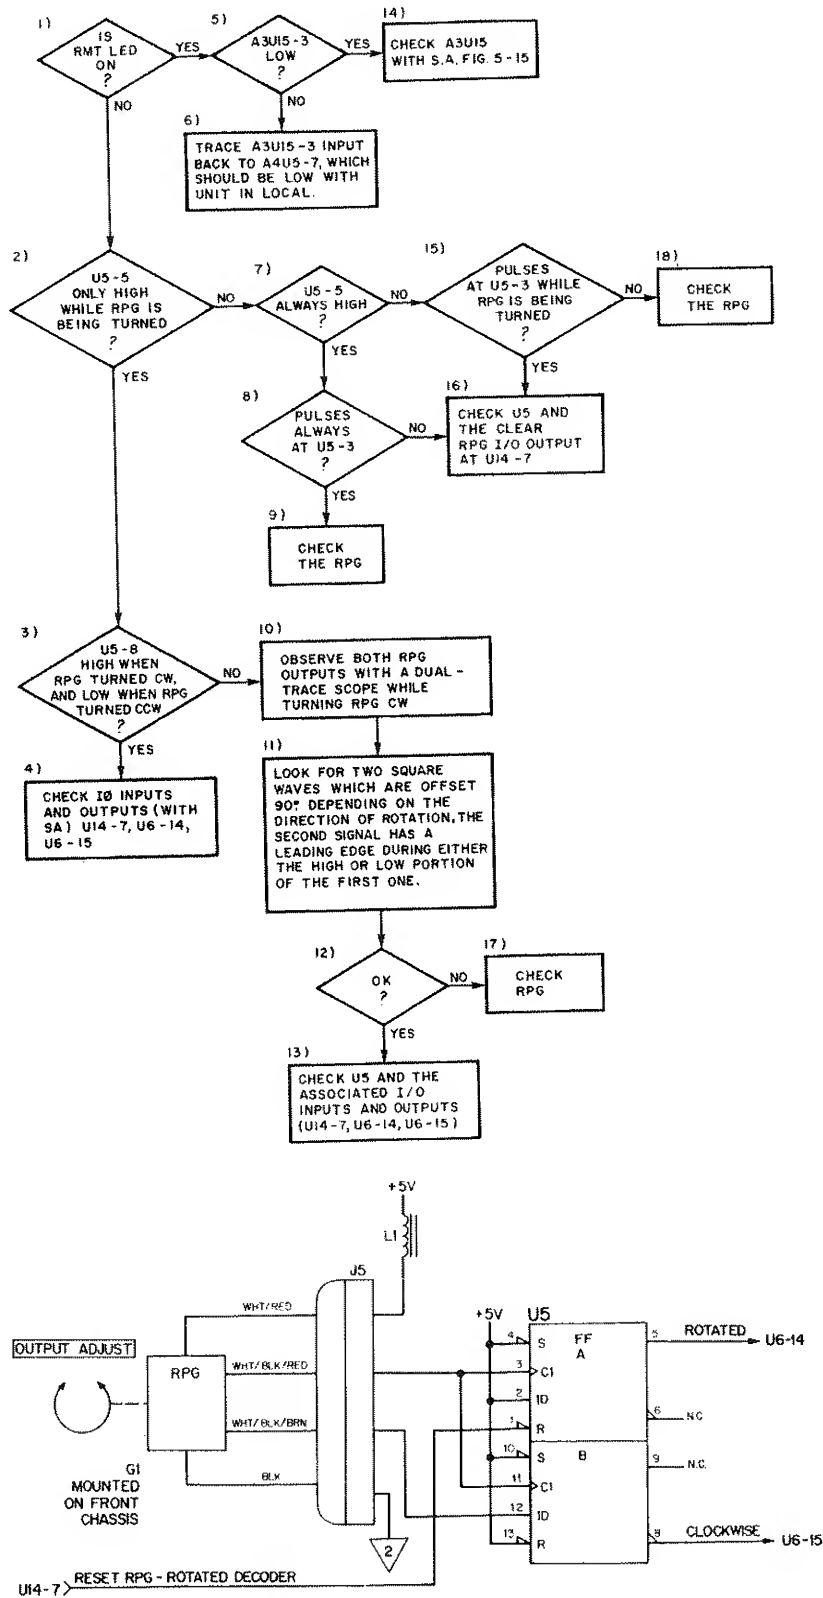 1)
IS
RMT LED
ON
?
YES
NO
5)
A3U15-3
LOW
?
YES
NO
14)
CHECK A3U15
WITH S.A. FIG. 5-15
6)
TRACE A3U15-3 INPUT
BACK TO A4U5-7, WHICH
SHOULD BE LOW WITH
UNIT IN LOCAL.
2)
U5-5
ONLY HIGH
WHILE RPG IS
BEING TURNED
?
NO
YES
7)
U5-5
ALWAYS HIGH
?
NO
YES
15)
PULSES
AT U5-3 WHILE
RPG IS BEING
TURNED
?
NO
YES
18)
CHECK
THE RPG
8)
PULSES
ALWAYS
AT U5-3
?
NO
YES
16)
CHECK U5 AND
THE CLEAR
RPG I/O OUTPUT
AT U14-7
9)
CHECK
THE RPG
3)
U5-8
HIGH WHEN
RPG TURNED CW,
AND LOW WHEN RPG
TURNED CCW
?
NO
YES
10)
OBSERVE BOTH RPG
OUTPUTS WITH A DUAL-
TRACE SCOPE WHILE
TURNING RPG CW
4)
CHECK IØ INPUTS
AND OUTPUTS (WITH
SA) U14-7, U6-14,
U6-15
11)
LOOK FOR TWO SQUARE
WAVES WHICH ARE OFFSET
90° DEPENDING ON THE
DIRECTION OF ROTATION, THE
SECOND SIGNAL HAS A
LEADING EDGE DURING EITHER
THE HIGH OR LOW PORTION
OF THE FIRST ONE.
12)
OK
?
NO
YES
17)
CHECK
RPG
13)
CHECK U5 AND THE
ASSOCIATED I/O
INPUTS AND OUTPUTS
(U14-7, U6-14, U6-15)
+5V
L1
J5
WHT/RED
OUTPUT ADJUST
RPG
WHT/BLK/RED
WHT/BLK/BRN
BLK
G1
MOUNTED
ON FRONT
CHASSIS
2
+5V
U5
4 S FF
A
5 ROTATED U6-14
3 C1
2 1D
1 R
6 N.C
10 S B
9 N.C.
11 C1
12 1D
13 R
8 CLOCKWISE U6-15
U14-7 RESET RPG-ROTATED DECODER